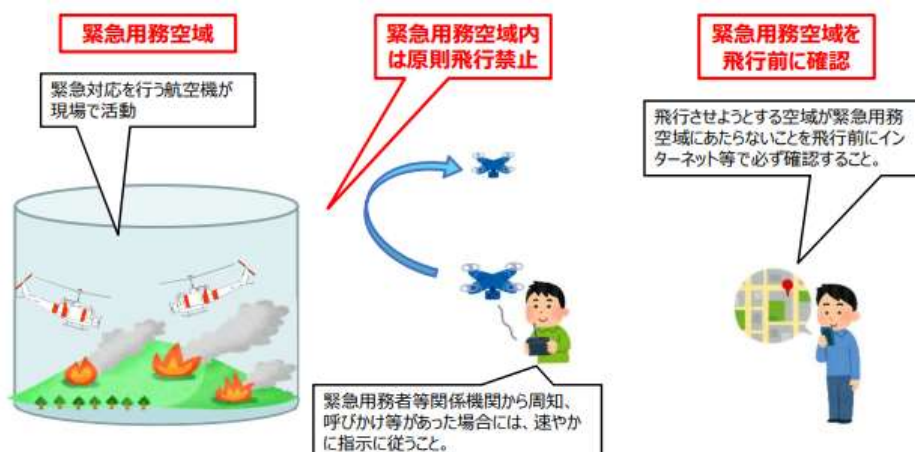 緊急用務空域
緊急対応を行う航空機が
現場で活動
緊急用務空域内
は原則飛行禁止
緊急用務者等関係機関から周知、
呼びかけ等があった場合には、速やか
に指示に従うこと。
緊急用務空域を
飛行前に確認
飛行させようとする空域が緊急用務
空域にあたらないことを飛行前にイン
ターネット等で必ず確認すること。